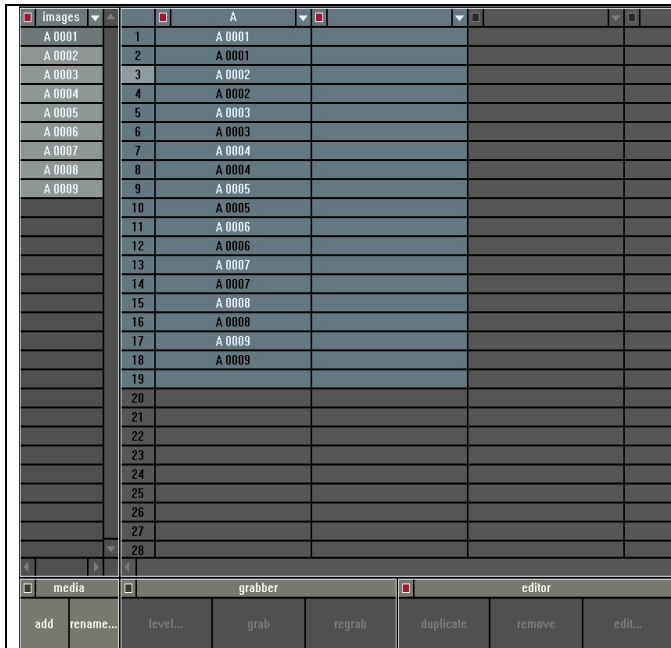 images A
A 0001 1 A 0001
A 0002 2 A 0001
A 0003 3 A 0002
A 0004 4 A 0002
A 0005 5 A 0003
A 0006 6 A 0003
A 0007 7 A 0004
A 0008 8 A 0004
A 0009 9 A 0005
10 A 0005
11 A 0006
12 A 0006
13 A 0007
14 A 0007
15 A 0008
16 A 0008
17 A 0009
18 A 0009
19
20
21
22
23
24
25
26
27
28
media grabber editor
add rename... level... grab regrab duplicate remove edit...